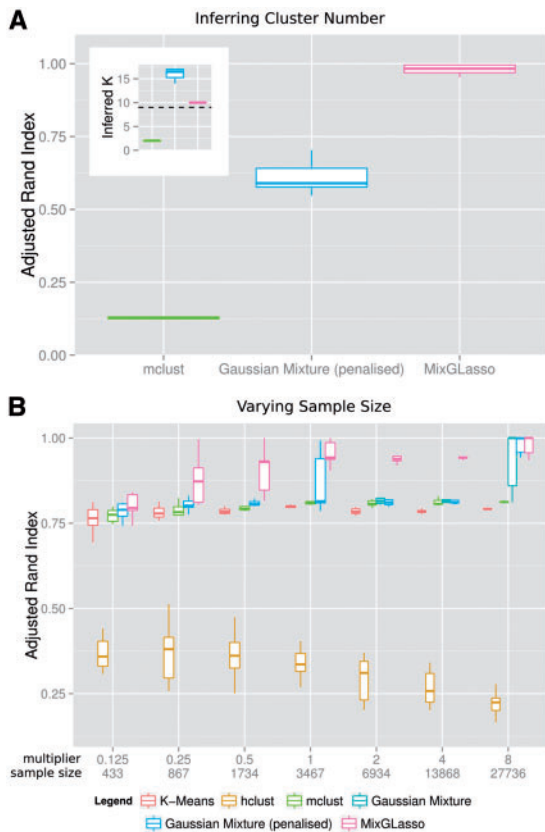 A
Inferring Cluster Number
Adjusted Rand Index
1.00
0.75
0.50
0.25
0.00
Inferred K
15
10
5
0
mclust
Gaussian Mixture (penalised)
MixGLasso
B
Varying Sample Size
Adjusted Rand Index
1.00
0.75
0.50
0.25
multiplier 0.125 0.25 0.5 1 2 4 8
sample size 433 867 1734 3467 6934 13868 27736
Legend K-Means hclust mclust Gaussian Mixture
Gaussian Mixture (penalised) MixGLasso